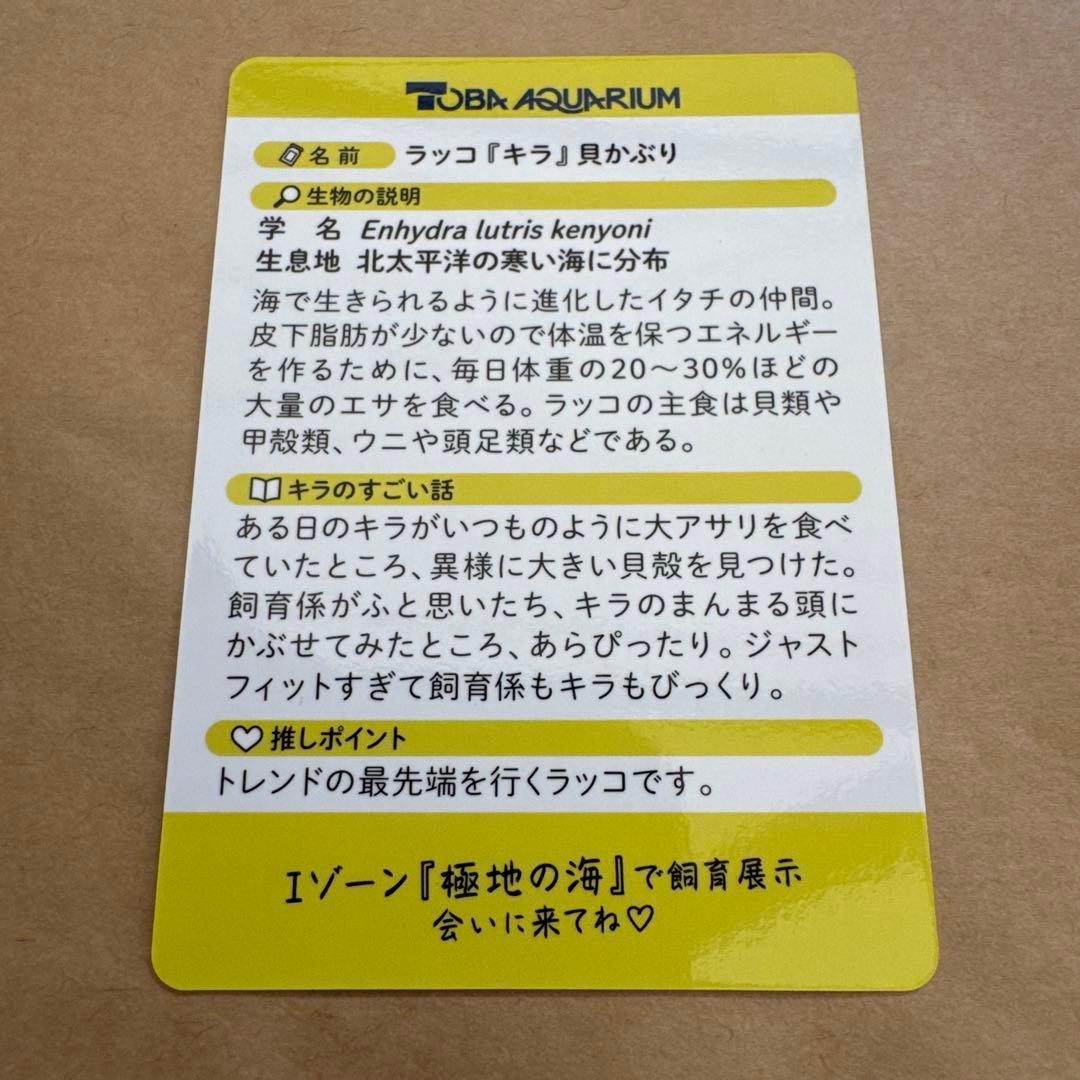 TOBA AQUARIUM
名前 ラッコ『キラ』貝かぶり
生物の説明
学 名 Enhydra lutris kenyoni
生息地 北太平洋の寒い海に分布
海で生きられるように進化したイタチの仲間。
皮下脂肪が少ないので体温を保つエネルギー
を作るために、毎日体重の20〜30%ほどの
大量のエサを食べる。ラッコの主食は貝類や
甲殻類、ウニや頭足類などである。
キラのすごい話
ある日のキラがいつものように大アサリを食べ
ていたところ、異様に大きい貝殻を見つけた。
飼育係がふと思いたち、キラのまんまる頭に
かぶせてみたところ、あらぴったり。ジャスト
フィットすぎて飼育係もキラもびっくり。
推しポイント
トレンドの最先端を行くラッコです。
Iゾーン『極地の海』で飼育展示
会いに来てね♡